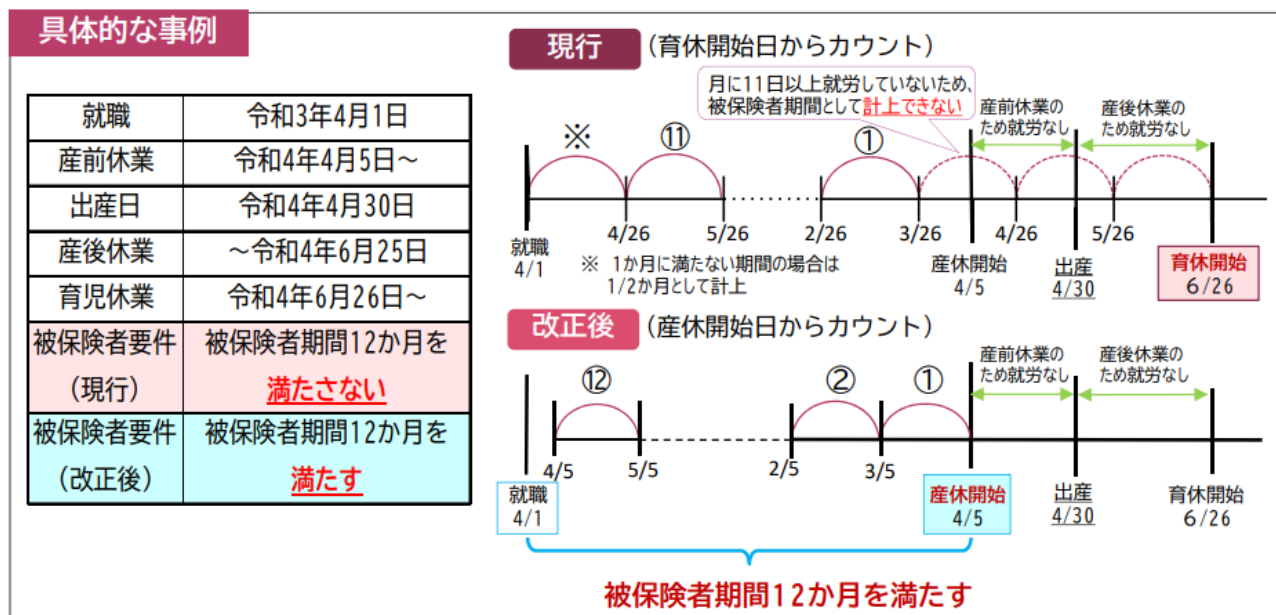 具体的な事例
就職 令和3年4月1日
産前休業 令和4年4月5日～
出産日 令和4年4月30日
産後休業 ～令和4年6月25日
育児休業 令和4年6月26日～
被保険者要件
（現行）
被保険者期間12か月を
満たさない
被保険者要件
（改正後）
被保険者期間12か月を
満たす
現行 （育休開始日からカウント）
月に11日以上就労していないため、
被保険者期間として計上できない
産前休業の
ため就労なし
産後休業の
ため就労なし
※ ⑪ ①
4/26 5/26 2/26 3/26 4/26 5/26
就職
4/1
※ 1か月に満たない期間の場合は
1/2か月として計上
産休開始
4/5
出産
4/30
育休開始
6/26
改正後 （産休開始日からカウント）
産前休業の
ため就労なし
産後休業の
ため就労なし
⑫ ② ①
4/5 5/5 2/5 3/5
就職
4/1
産休開始
4/5
出産
4/30
育休開始
6/26
被保険者期間12か月を満たす